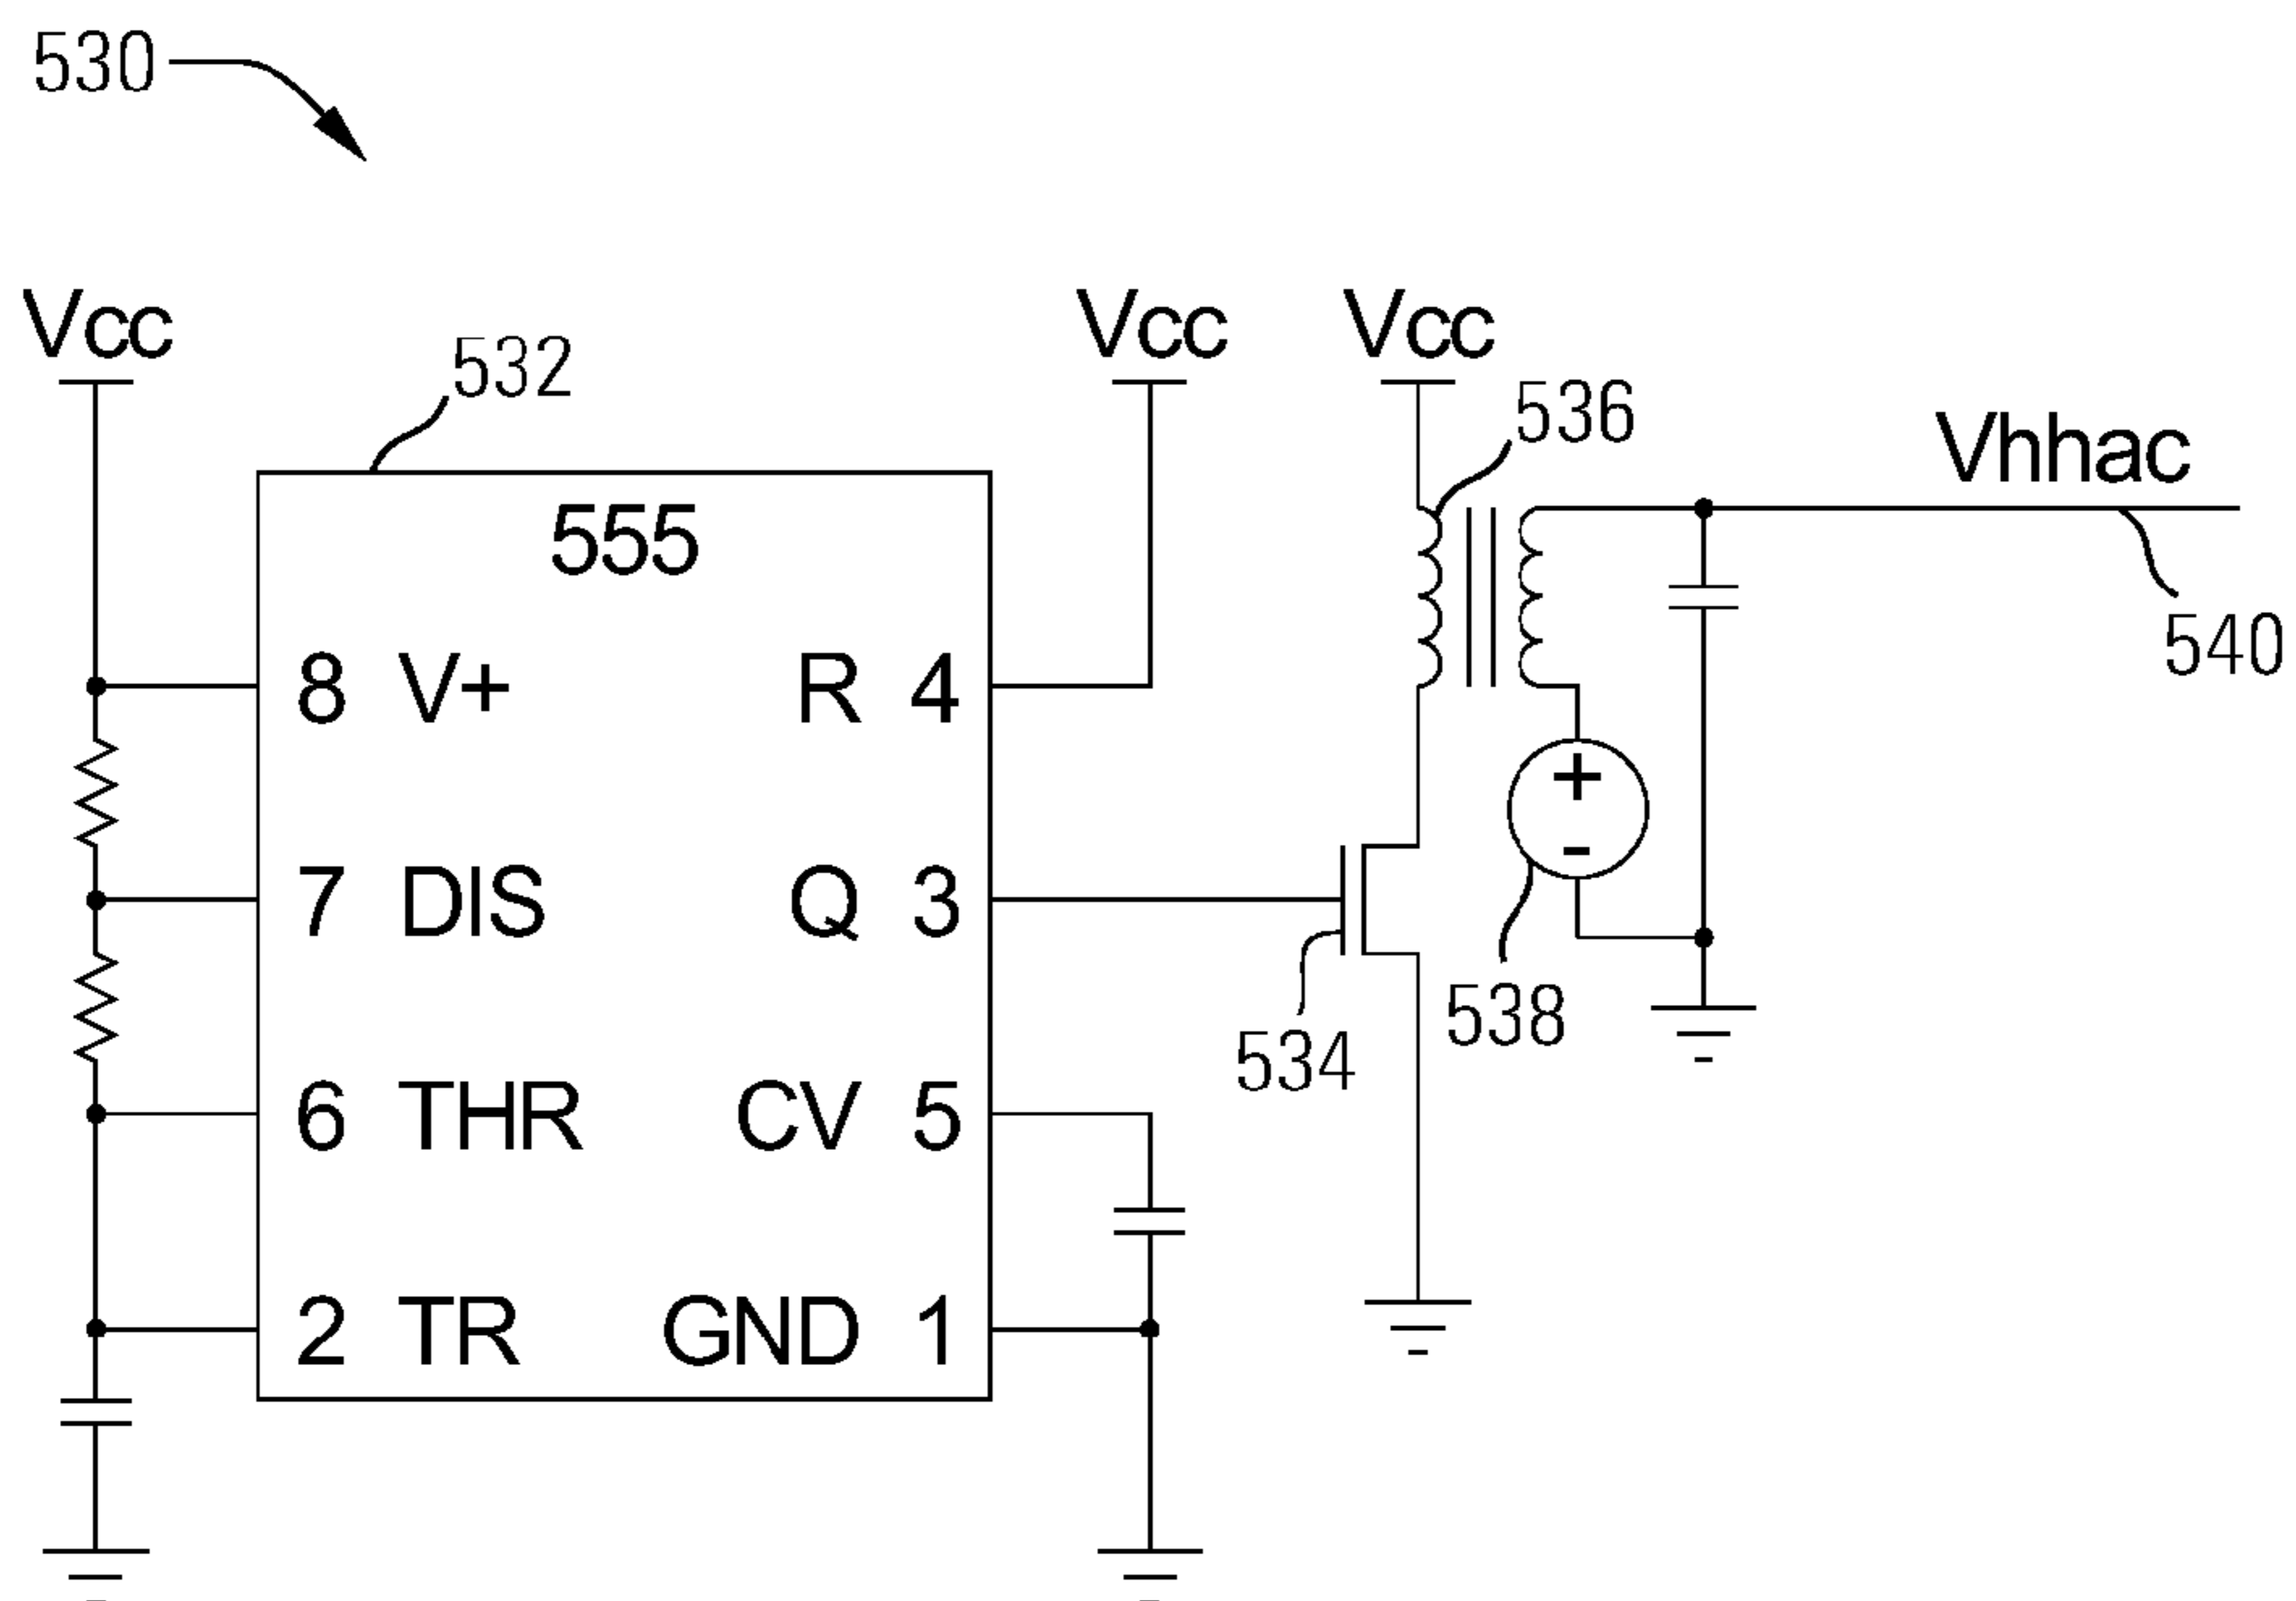 530
Vcc
532
Vcc
Vcc
536
Vhhac
540
555
8 V+ R 4
7 DIS Q 3
6 THR CV 5
2 TR GND 1
+
-
534
538